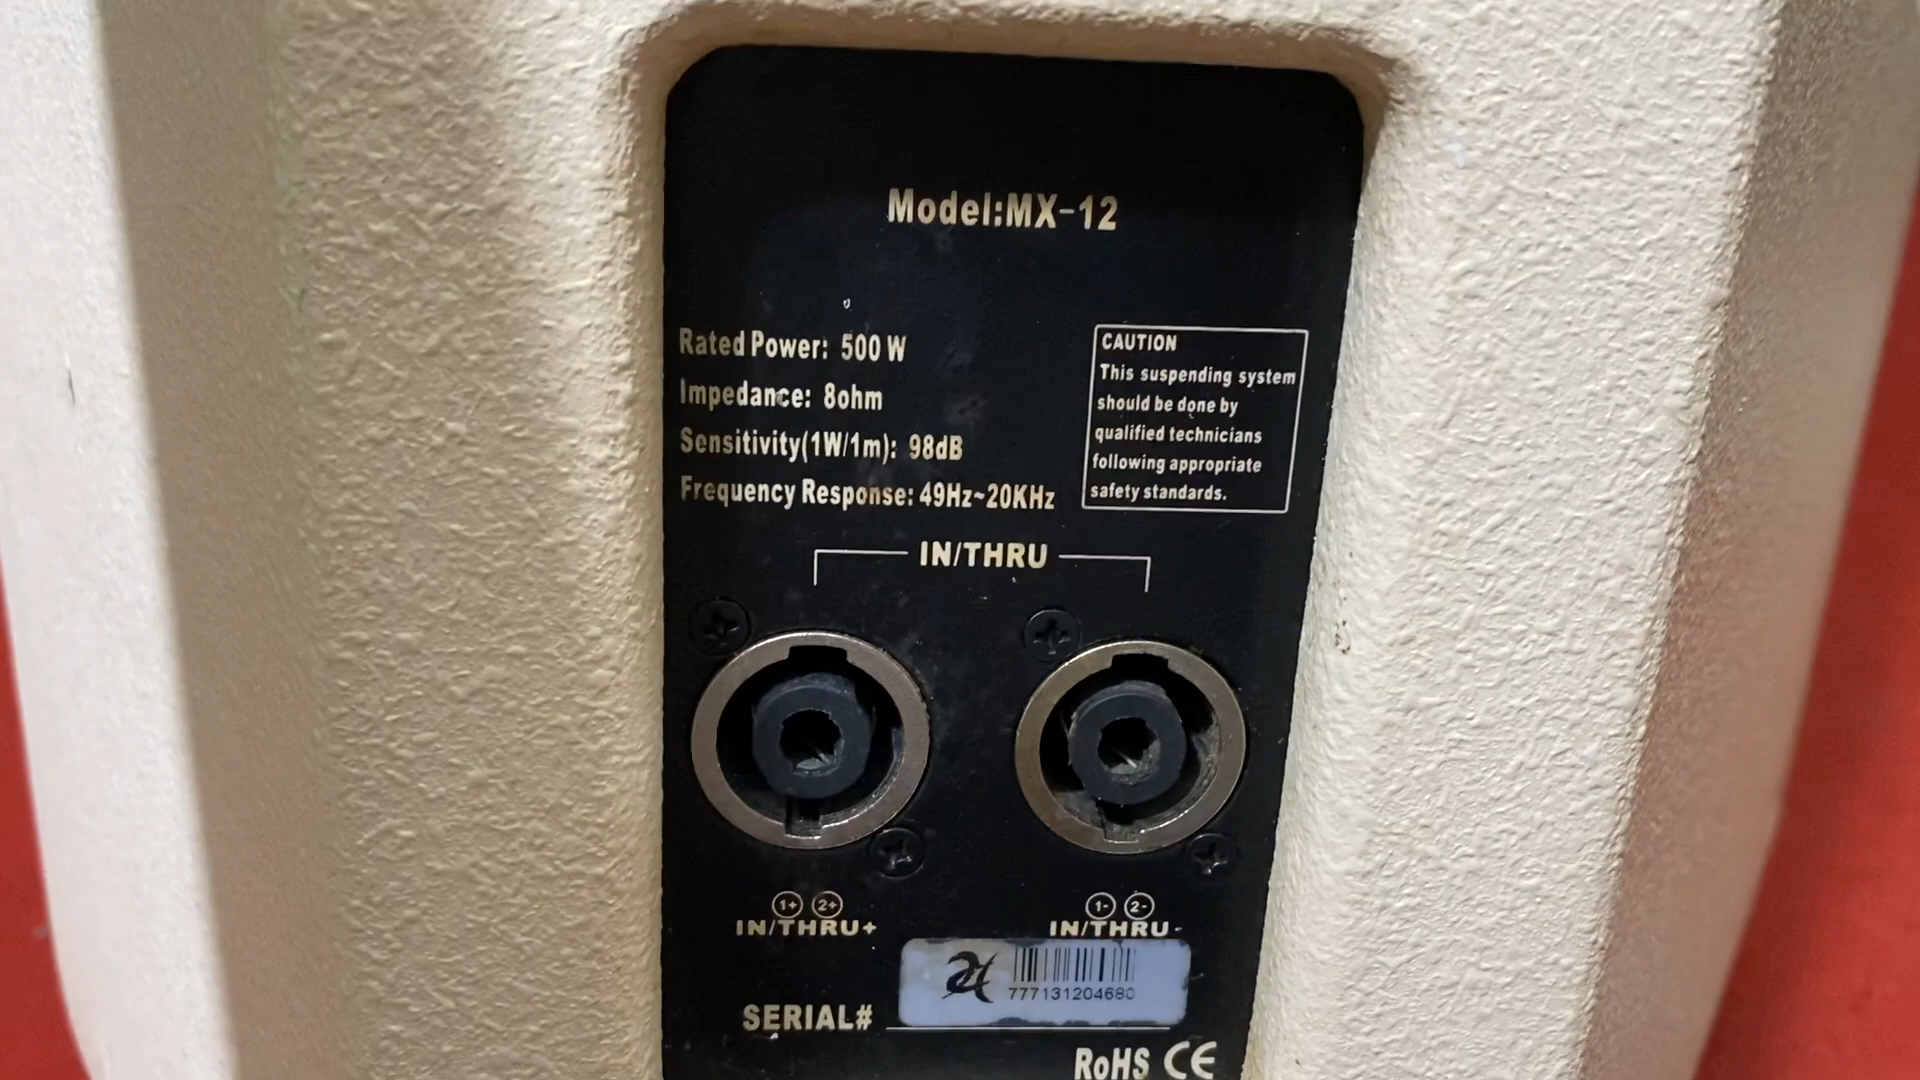 Model:MX-12
Rated Power: 500 W
Impedance: 8ohm
Sensitivity(1W/1m): 98dB
Frequency Response: 49Hz~20KHz
CAUTION
This suspending system
should be done by
qualified technicians
following appropriate
safety standards.
IN/THRU
1+ 2+
IN/THRU+
1- 2-
IN/THRU-
777131204680
SERIAL#
RoHS CE